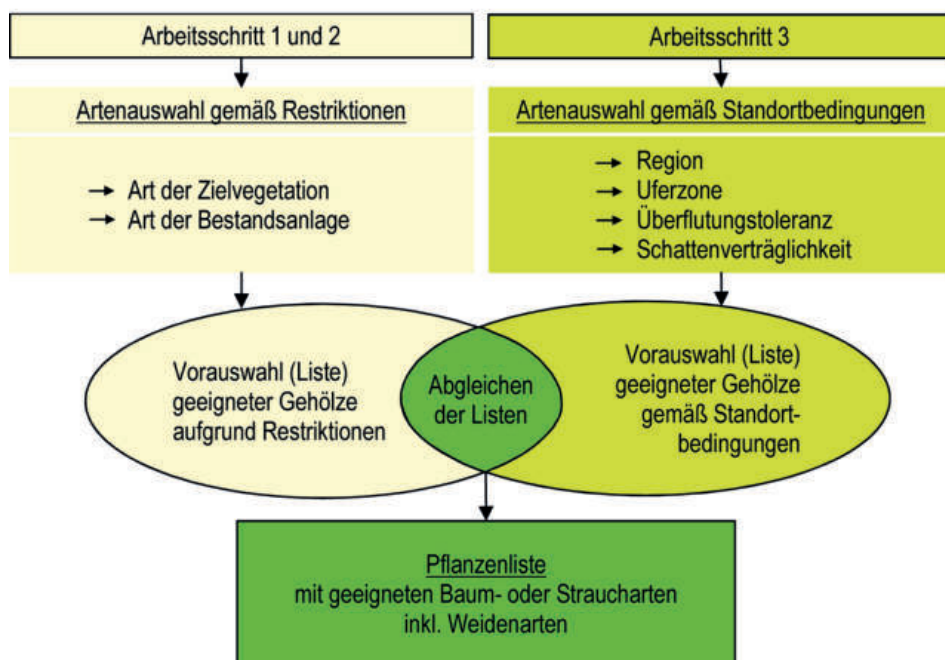 Arbeitsschritt 1 und 2
Artenauswahl gemäß Restriktionen
→ Art der Zielvegetation
→ Art der Bestandsanlage
Vorauswahl (Liste)
geeigneter Gehölze
aufgrund Restriktionen
Arbeitsschritt 3
Artenauswahl gemäß Standortbedingungen
→ Region
→ Uferzone
→ Überflutungstoleranz
→ Schattenverträglichkeit
Vorauswahl (Liste)
geeigneter Gehölze
gemäß Standort-
bedingungen
Abgleichen
der Listen
Pflanzenliste
mit geeigneten Baum- oder Straucharten
inkl. Weidenarten